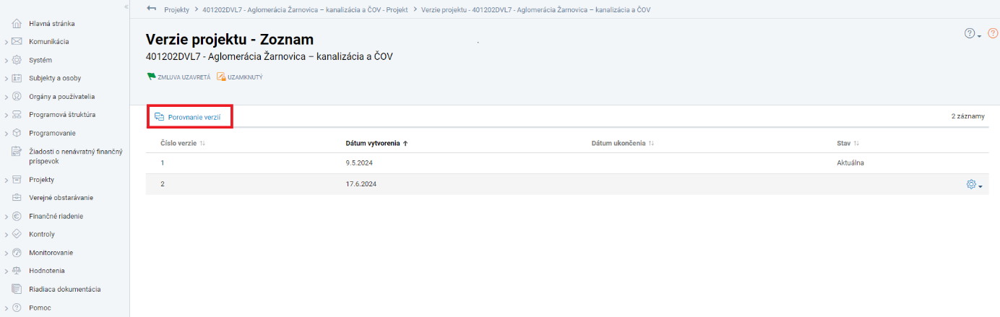 Hlavná stránka
Komunikácia
Systém
Subjekty a osoby
Orgány a používatelia
Programová štruktúra
Programovanie
Žiadosti o nenávratný finančný
príspevok
Projekty
Verejné obstarávanie
Finančné riadenie
Kontroly
Monitorovanie
Hodnotenia
Riadiaca dokumentácia
Pomoc
Projekty > 401202DVL7 - Aglomerácia Žarnovica – kanalizácia a ČOV - Projekt > Verzie projektu - 401202DVL7 - Aglomerácia Žarnovica – kanalizácia a ČOV
Verzie projektu - Zoznam
401202DVL7 - Aglomerácia Žarnovica – kanalizácia a ČOV
ZMLUVA UZAVRETÁ UZAMKNUTÝ
Porovnanie verzií 2 záznamy
Číslo verzie Dátum vytvorenia Dátum ukončenia Stav
1 9.5.2024 Aktuálna
2 17.6.2024